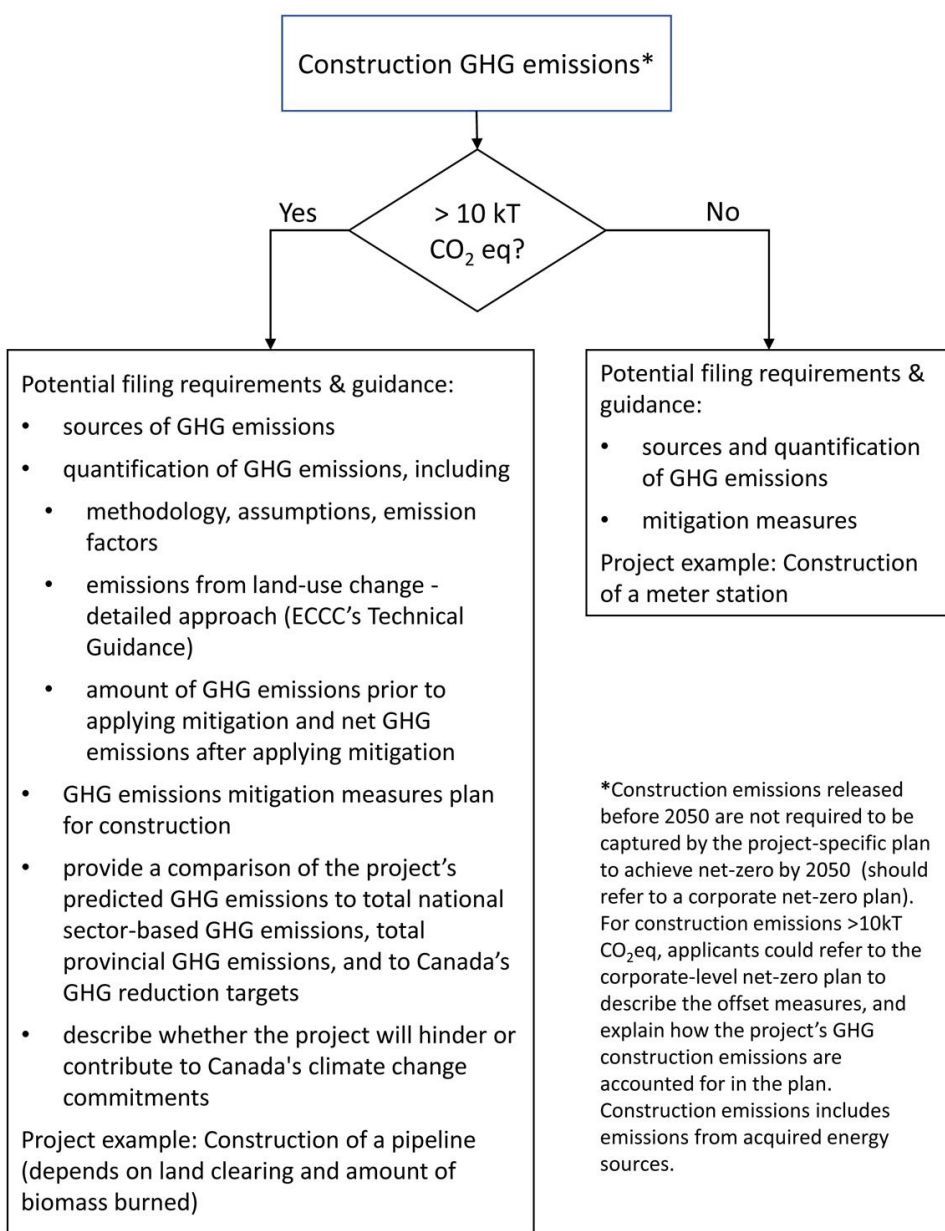 Construction GHG emissions*
> 10 kT
CO₂ eq?
Yes
No
Potential filing requirements & guidance:
• sources of GHG emissions
• quantification of GHG emissions, including
• methodology, assumptions, emission
factors
• emissions from land-use change -
detailed approach (ECCC’s Technical
Guidance)
• amount of GHG emissions prior to
applying mitigation and net GHG
emissions after applying mitigation
• GHG emissions mitigation measures plan
for construction
• provide a comparison of the project’s
predicted GHG emissions to total national
sector-based GHG emissions, total
provincial GHG emissions, and to Canada’s
GHG reduction targets
• describe whether the project will hinder or
contribute to Canada's climate change
commitments
Project example: Construction of a pipeline
(depends on land clearing and amount of
biomass burned)
Potential filing requirements &
guidance:
• sources and quantification
of GHG emissions
• mitigation measures
Project example: Construction
of a meter station
*Construction emissions released
before 2050 are not required to be
captured by the project-specific plan
to achieve net-zero by 2050 (should
refer to a corporate net-zero plan).
For construction emissions >10kT
CO₂eq, applicants could refer to the
corporate-level net-zero plan to
describe the offset measures, and
explain how the project’s GHG
construction emissions are
accounted for in the plan.
Construction emissions includes
emissions from acquired energy
sources.